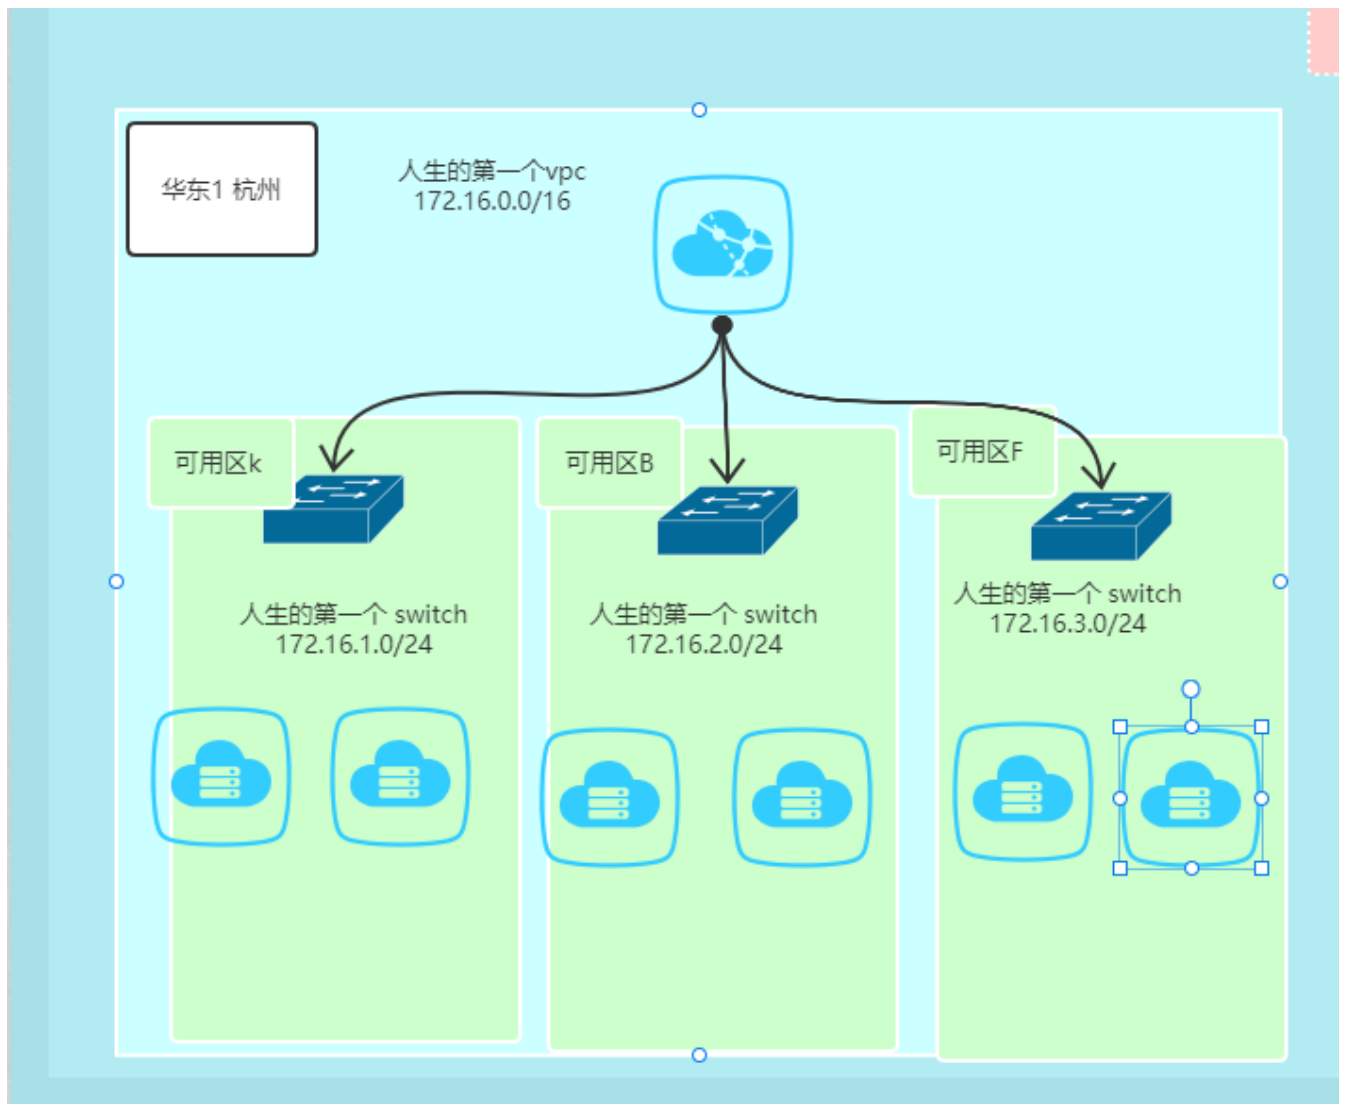 华东1 杭州
人生的第一个vpc
172.16.0.0/16
可用区k
可用区B
可用区F
人生的第一个 switch
172.16.1.0/24
人生的第一个 switch
172.16.2.0/24
人生的第一个 switch
172.16.3.0/24